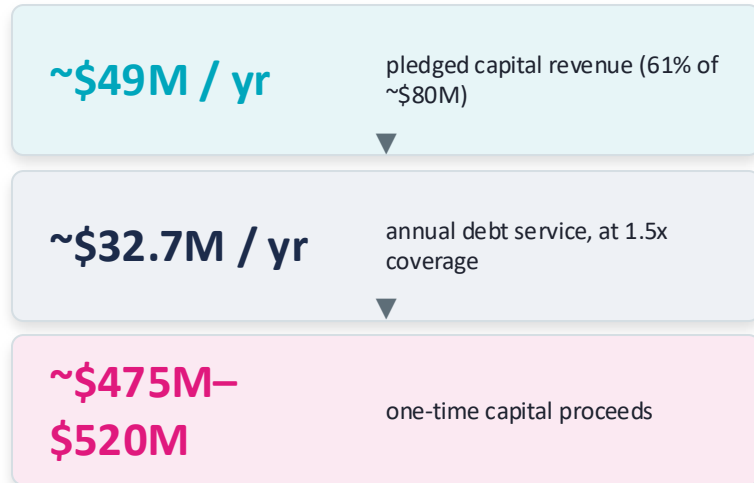 ~$49M / yr
pledged capital revenue (61% of
~$80M)
~$32.7M / yr
annual debt service, at 1.5x
coverage
~$475M–
$520M
one-time capital proceeds